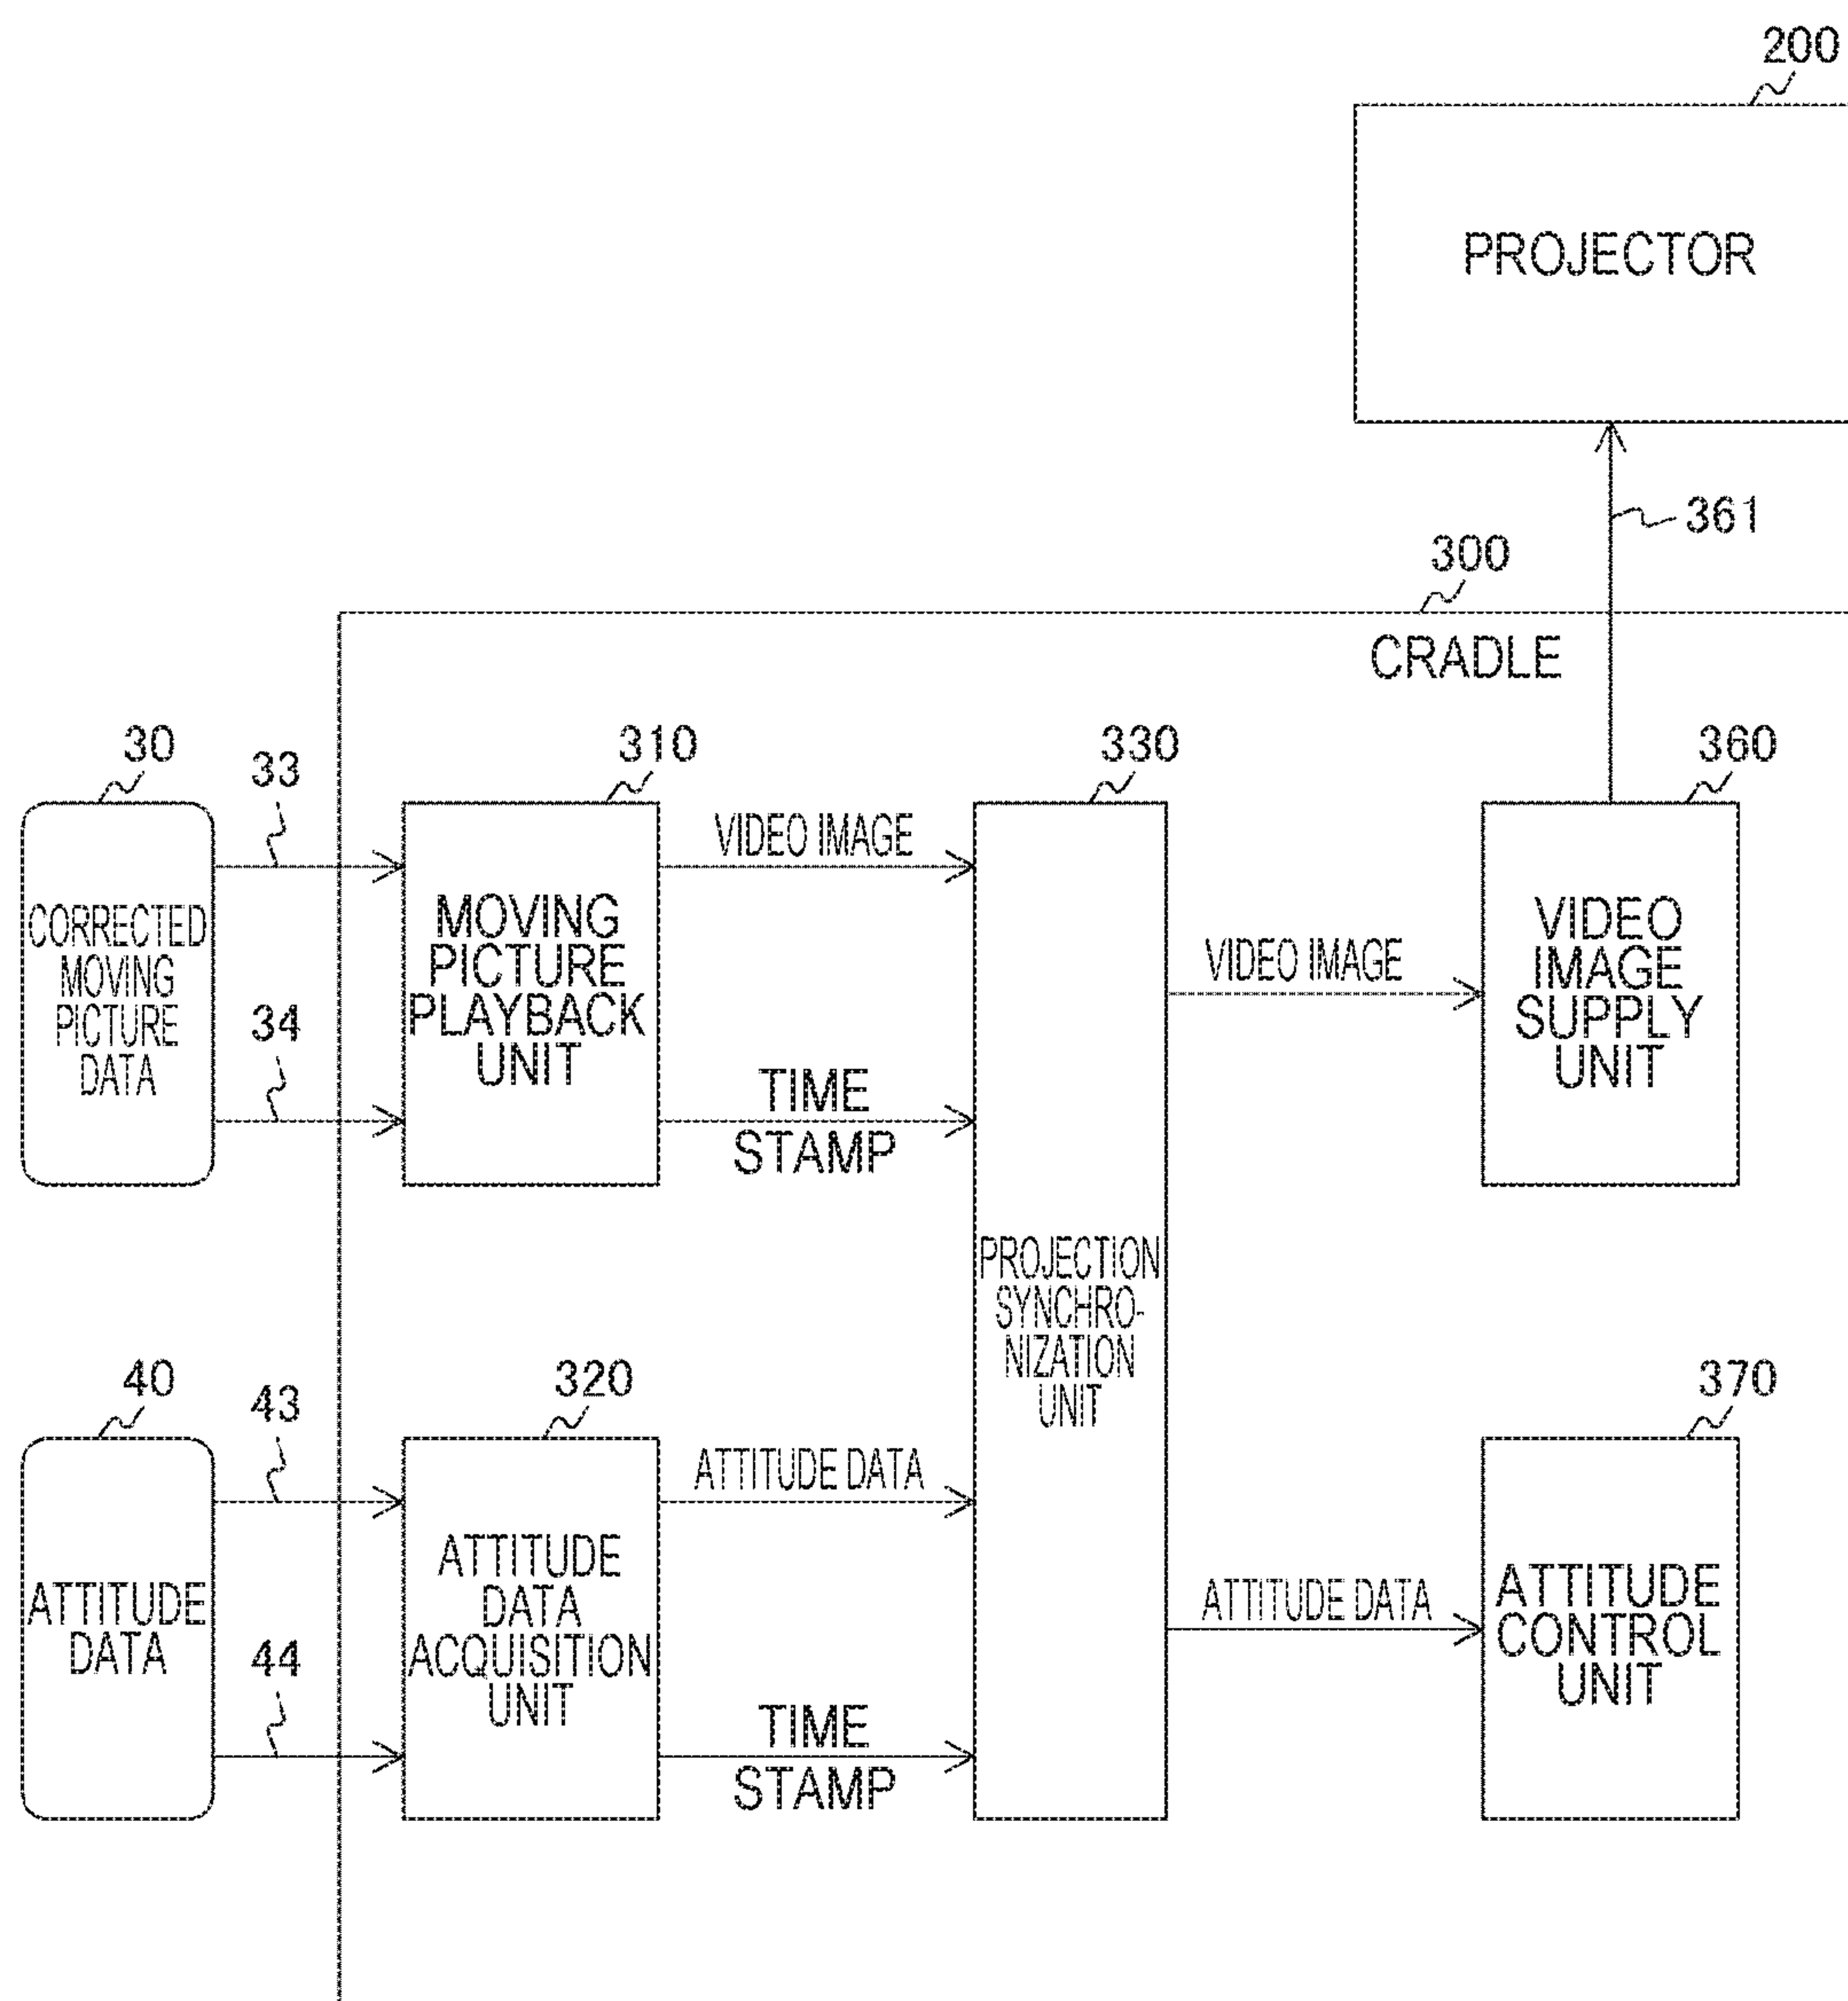 200
PROJECTOR
361
300
CRADLE
30
33
310
330
360
VIDEO IMAGE
CORRECTED
MOVING
PICTURE
DATA
MOVING
PICTURE
PLAYBACK
UNIT
VIDEO IMAGE
VIDEO
IMAGE
SUPPLY
UNIT
34
TIME
STAMP
PROJECTION
SYNCHRO-
NIZATION
UNIT
40
43
320
370
ATTITUDE DATA
ATTITUDE
DATA
ATTITUDE
DATA
ACQUISITION
UNIT
ATTITUDE DATA
ATTITUDE
CONTROL
UNIT
44
TIME
STAMP